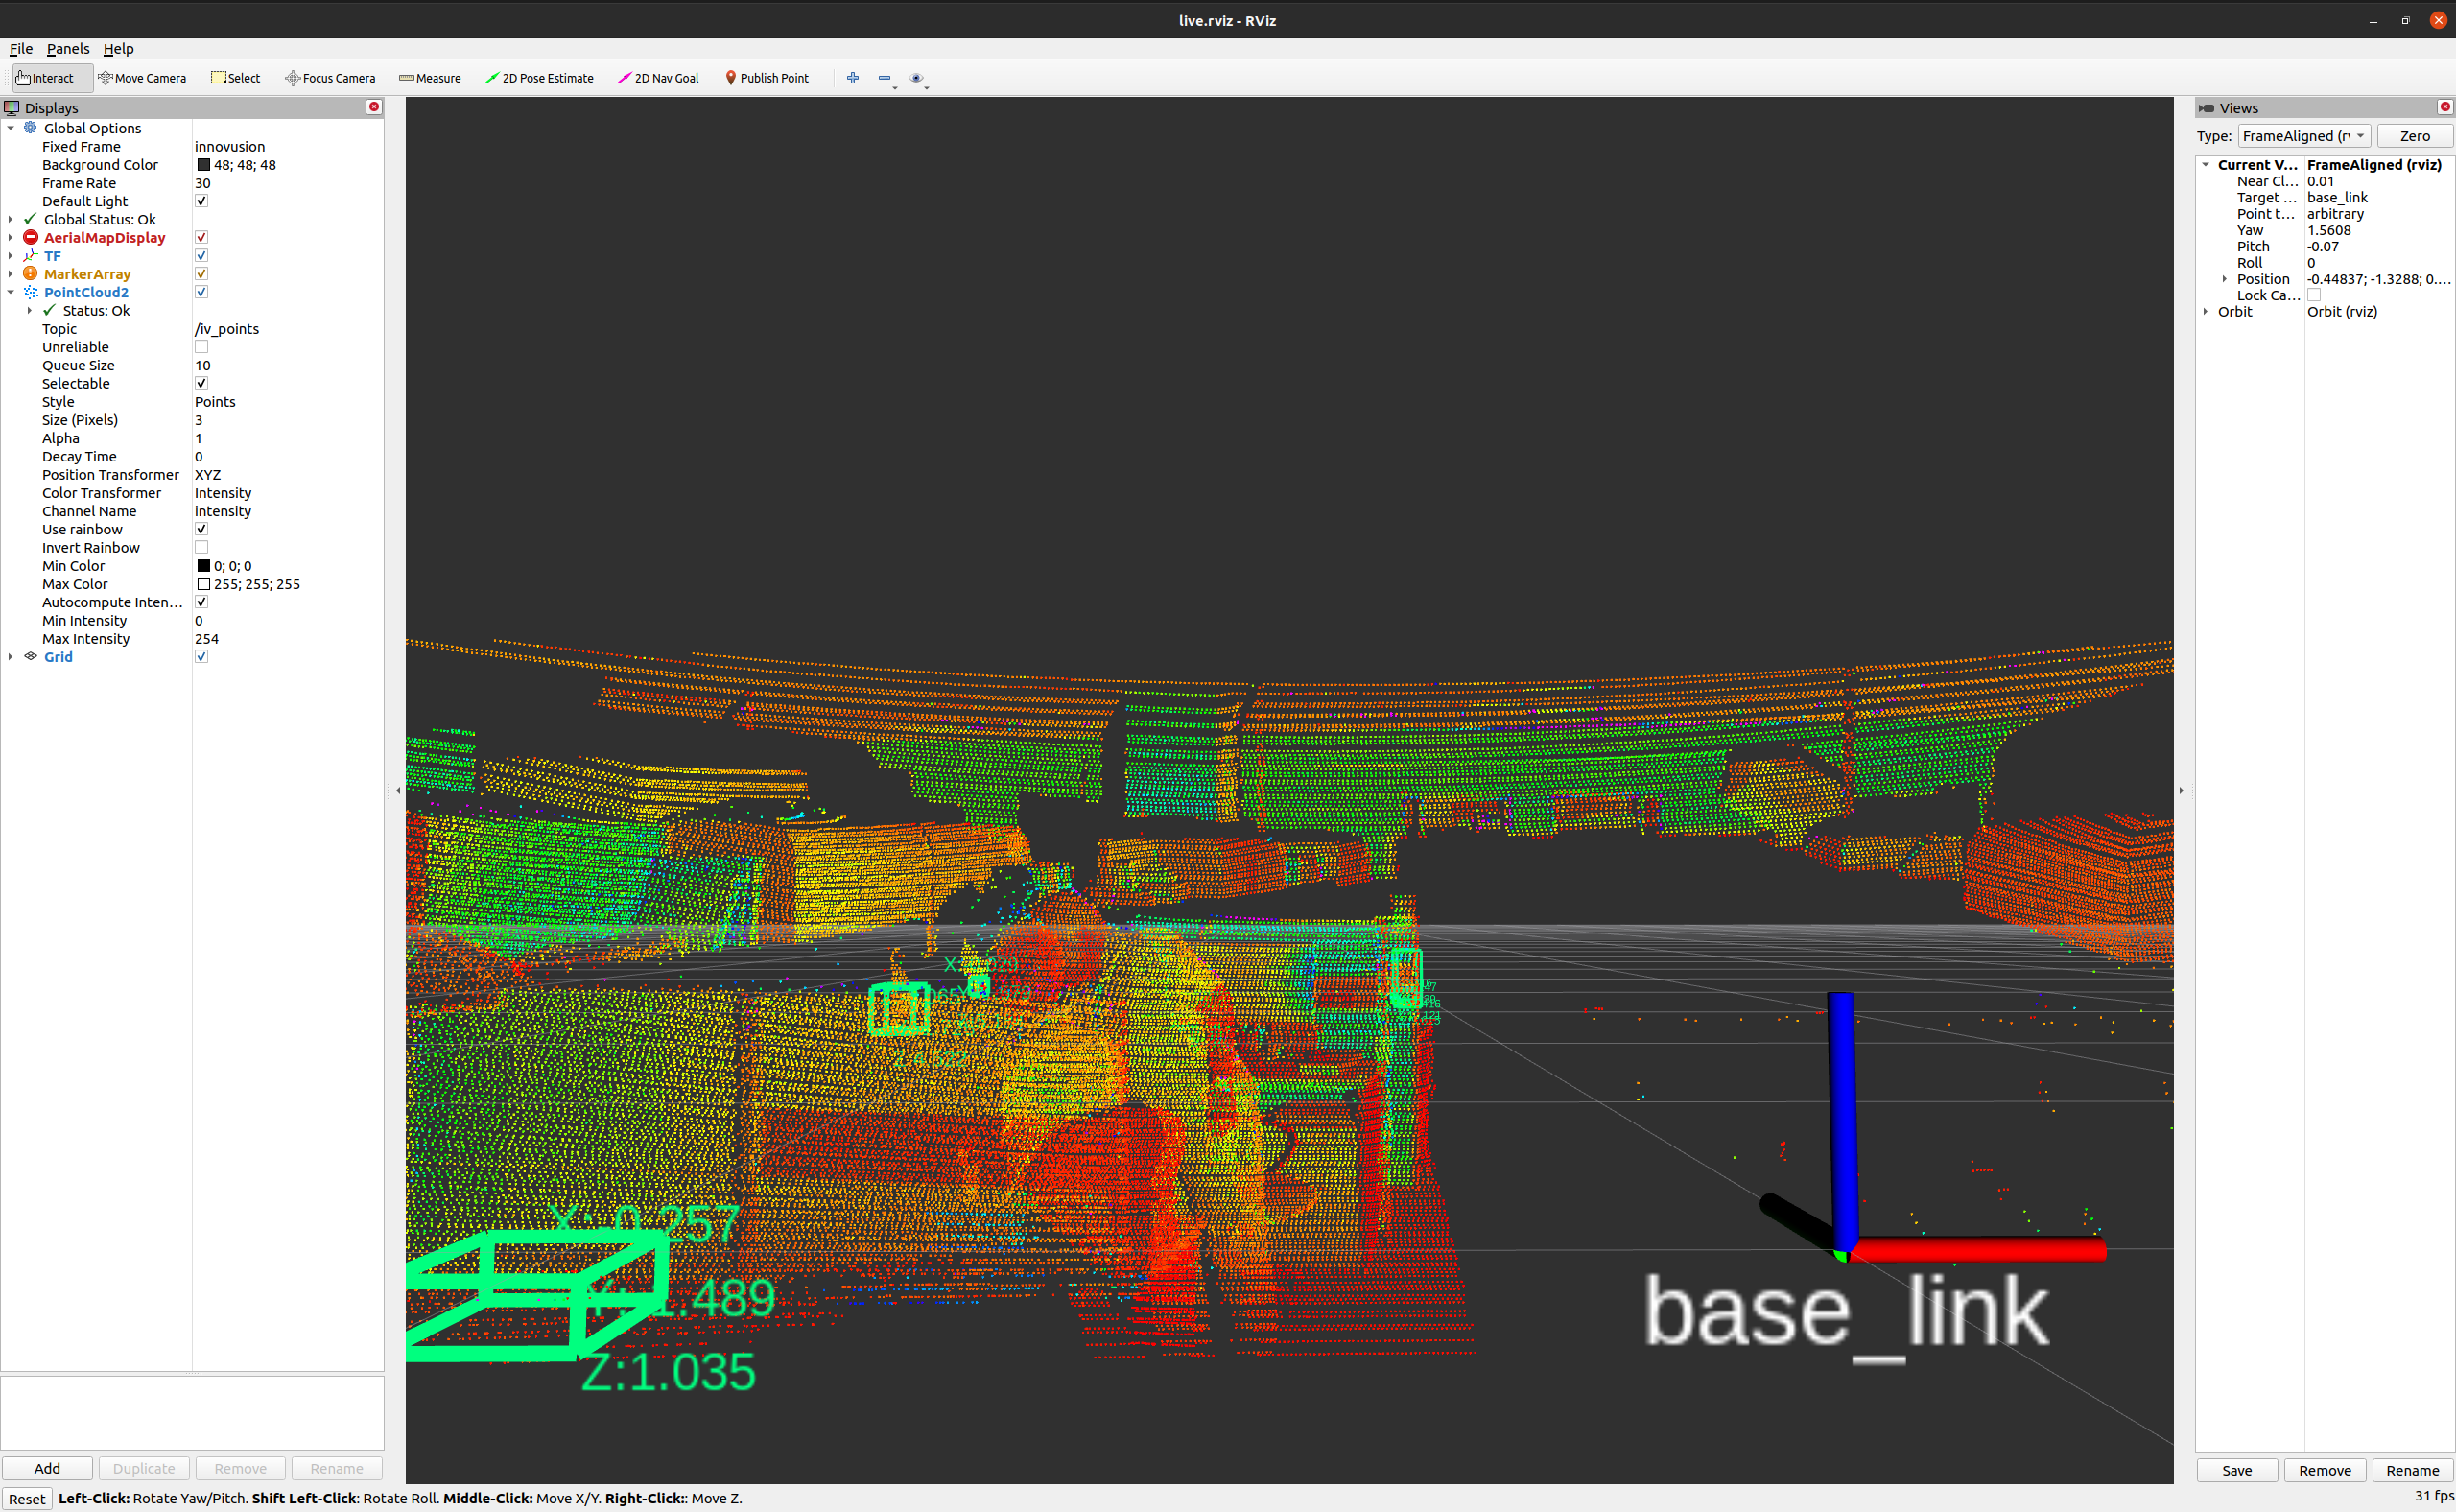 live.rviz - RViz
File Panels Help
Interact Move Camera Select Focus Camera Measure 2D Pose Estimate 2D Nav Goal Publish Point
Displays
Global Options
Fixed Frame innovusion
Background Color 48; 48; 48
Frame Rate 30
Default Light
Global Status: Ok
AerialMapDisplay
TF
MarkerArray
PointCloud2
Status: Ok
Topic /iv_points
Unreliable
Queue Size 10
Selectable
Style Points
Size (Pixels) 3
Alpha 1
Decay Time 0
Position Transformer XYZ
Color Transformer Intensity
Channel Name intensity
Use rainbow
Invert Rainbow
Min Color 0; 0; 0
Max Color 255; 255; 255
Autocompute Inten...
Min Intensity 0
Max Intensity 254
Grid
Add Duplicate Remove Rename
Z:1.035
base_link
Views
Type: FrameAligned (rv Zero
Current V... FrameAligned (rviz)
Near Cl... 0.01
Target ... base_link
Point t... arbitrary
Yaw 1.5608
Pitch -0.07
Roll 0
Position -0.44837; -1.3288; 0....
Lock Ca...
Orbit Orbit (rviz)
Save Remove Rename
Reset Left-Click: Rotate Yaw/Pitch. Shift Left-Click: Rotate Roll. Middle-Click: Move X/Y. Right-Click:: Move Z.
31 fps